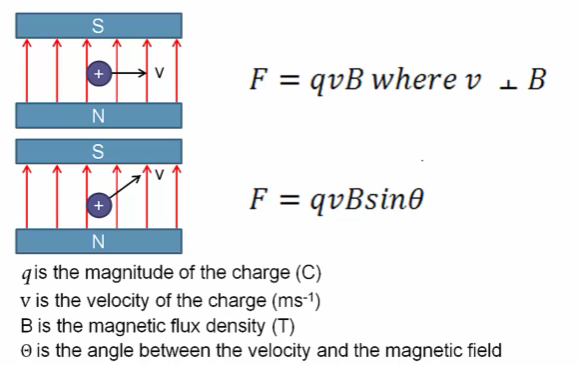 S
+ v
F = qvB where v ⊥ B
N
S
v
+
F = qvBsinθ
N
q is the magnitude of the charge (C)
v is the velocity of the charge (ms⁻¹)
B is the magnetic flux density (T)
Θ is the angle between the velocity and the magnetic field